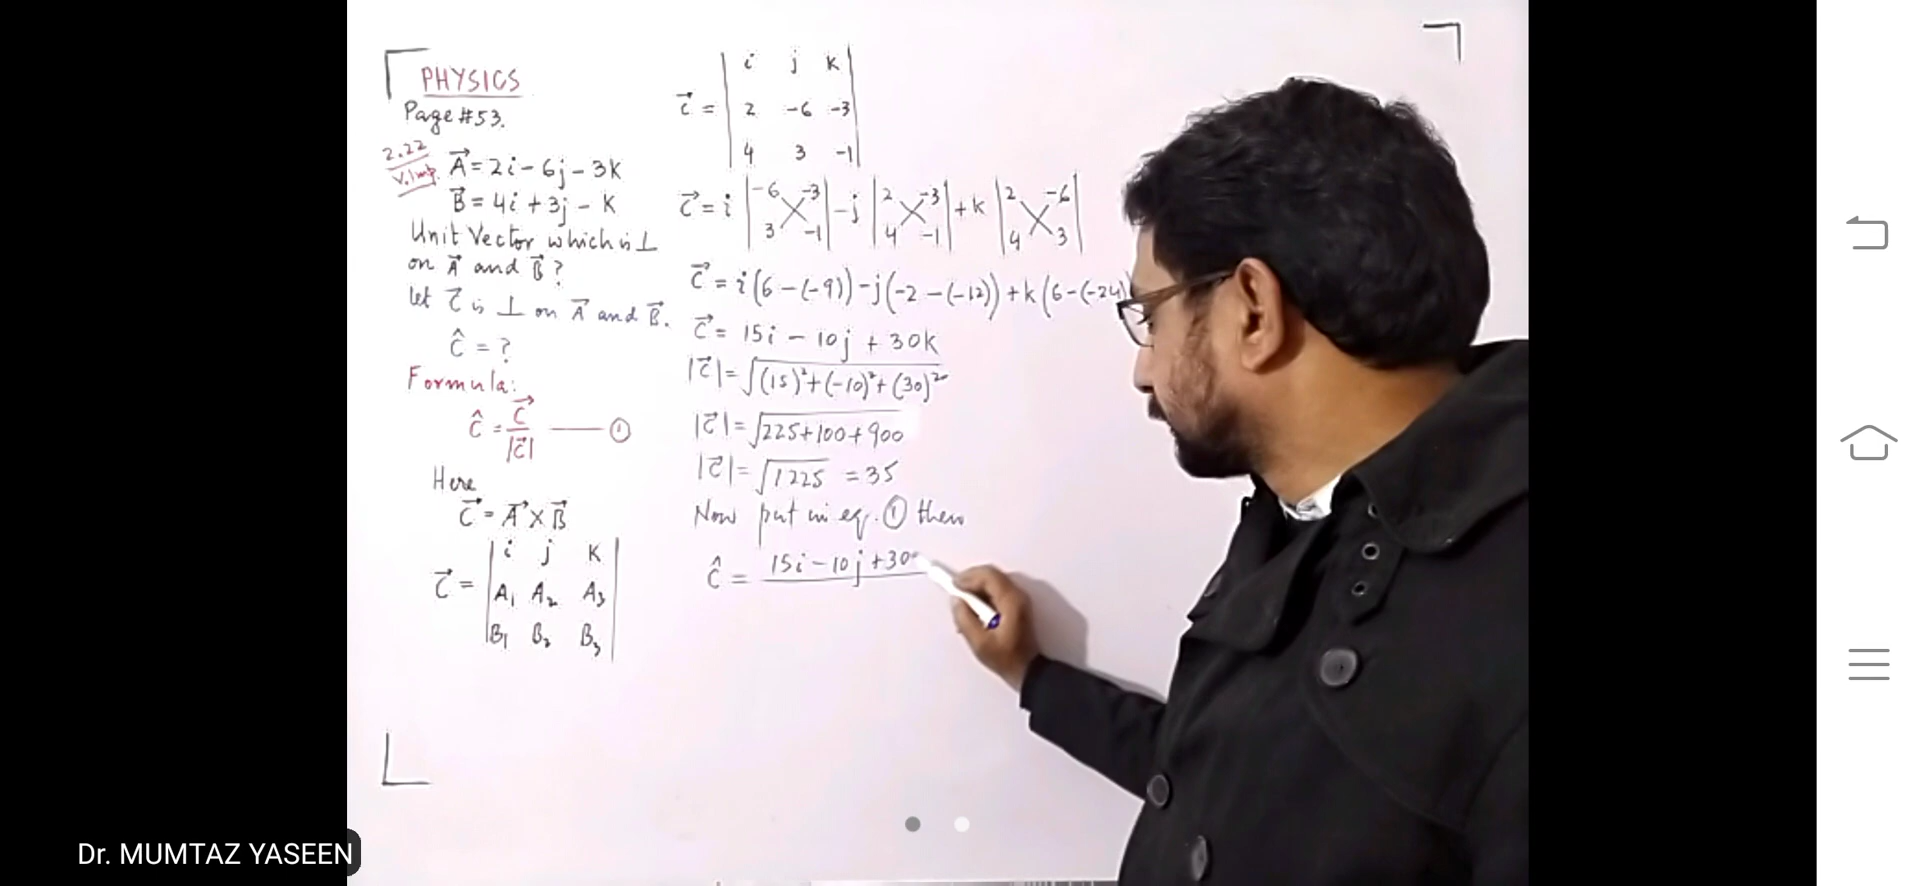 PHYSICS
Page #53.
2.22
V.Imp.
A⃗ = 2i - 6j - 3k
B⃗ = 4i + 3j - k
Unit Vector which is ⊥
on A⃗ and B⃗ ?
let C⃗ is ⊥ on A⃗ and B⃗.
Ĉ = ?
Formula:
Ĉ = C⃗ / |C⃗| ——— ①
Here
C⃗ = A⃗ × B⃗
C⃗ = | i j k |
| A₁ A₂ A₃ |
| B₁ B₂ B₃ |
C⃗ = | i j k |
| 2 -6 -3 |
| 4 3 -1 |
C⃗ = i | -6 -3 | - j | 2 -3 | + k | 2 -6 |
| 3 -1 | | 4 -1 | | 4 3 |
C⃗ = i(6 - (-9)) - j(-2 - (-12)) + k(6 - (-24)
C⃗ = 15i - 10j + 30k
|C⃗| = √(15)² + (-10)² + (30)²
|C⃗| = √225 + 100 + 900
|C⃗| = √1225 = 35
Now put in eq. ① then
Ĉ = 15i - 10j + 30
Dr. MUMTAZ YASEEN